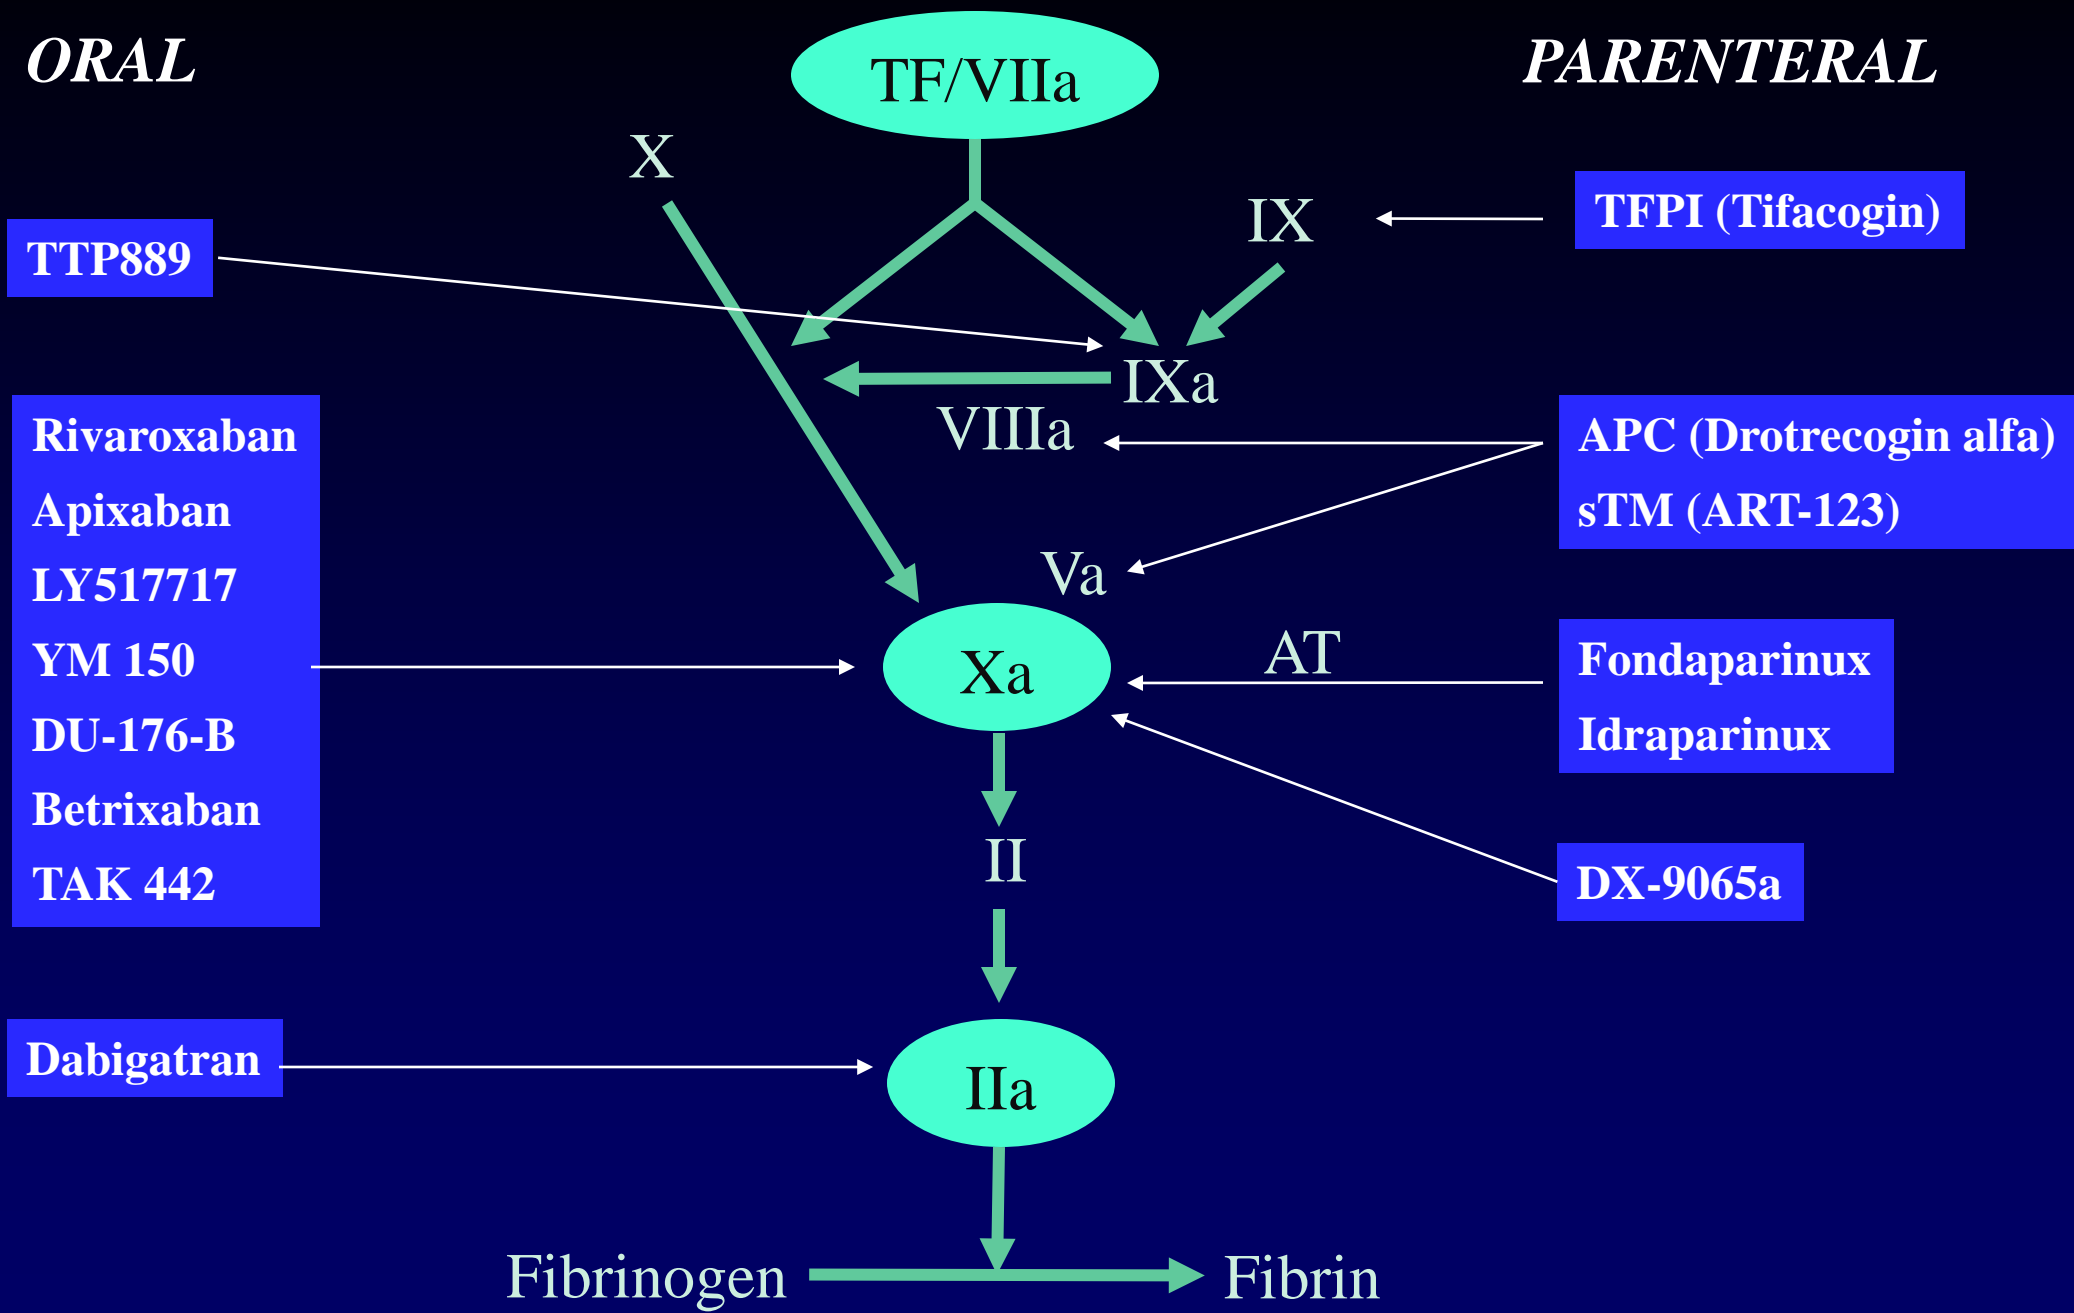 ORAL
PARENTERAL
TF/VIIa
X
IX
TFPI (Tifacogin)
TTP889
IXa
VIIIa
Rivaroxaban
Apixaban
LY517717
YM 150
DU-176-B
Betrixaban
TAK 442
APC (Drotrecogin alfa)
sTM (ART-123)
Va
Xa
AT
Fondaparinux
Idraparinux
II
DX-9065a
Dabigatran
IIa
Fibrinogen
Fibrin